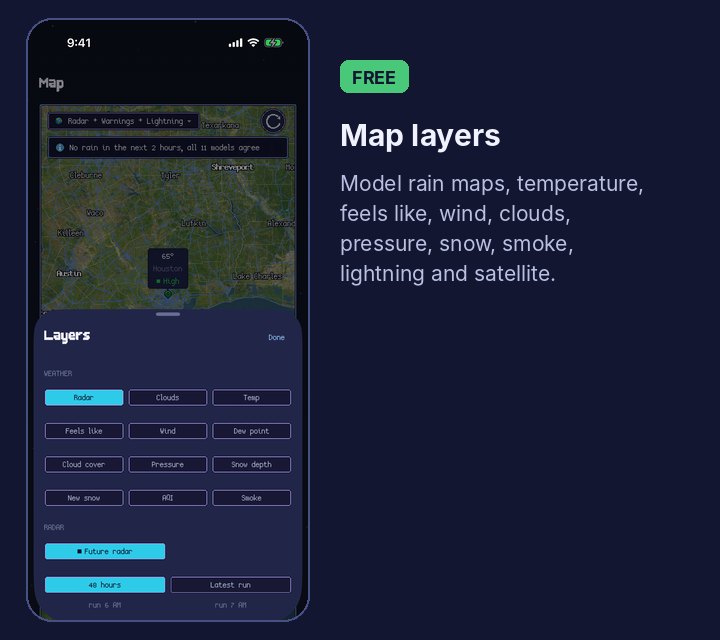 9:41
Map
Radar * Warnings * Lightning
Texarkana
No rain in the next 2 hours, all 11 models agree
Shreveport
Mo
Cleburne
Tyler
Waco
Lufkin
Alexand
Killeen
Austin
65°
Houston
High
Lake Charles
Layers
Done
WEATHER
Radar
Clouds
Temp
Feels like
Wind
Dew point
Cloud cover
Pressure
Snow depth
New snow
AQI
Smoke
RADAR
Future radar
48 hours
Latest run
run 6 AM
run 7 AM
FREE
Map layers
Model rain maps, temperature,
feels like, wind, clouds,
pressure, snow, smoke,
lightning and satellite.